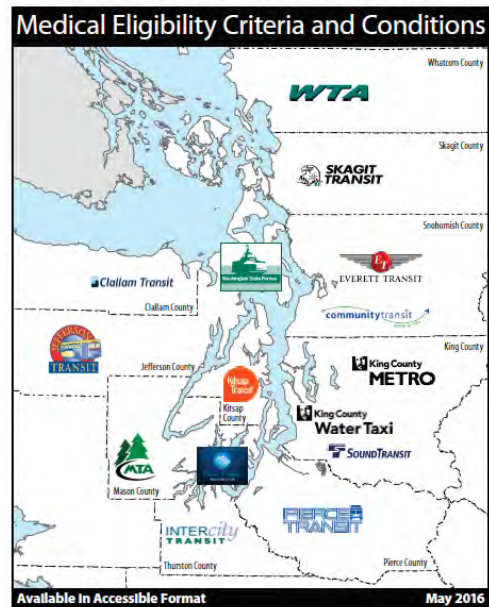 Medical Eligibility Criteria and Conditions
Whatcom County
WTA
Skagit County
SKAGIT
TRANSIT
Snohomish County
Washington State Ferries
ET
EVERETT TRANSIT
Clallam Transit
communitytransit
Clallam County
King County
JEFFERSON
TRANSIT
Jefferson County
King County
METRO
Kitsap
Transit
Kitsap
County
King County
Water Taxi
SOUNDTRANSIT
MTA
Mason County
PIERCE
TRANSIT
INTERcity
TRANSIT
Thurston County
Pierce County
Available In Accessible Format
May 2016